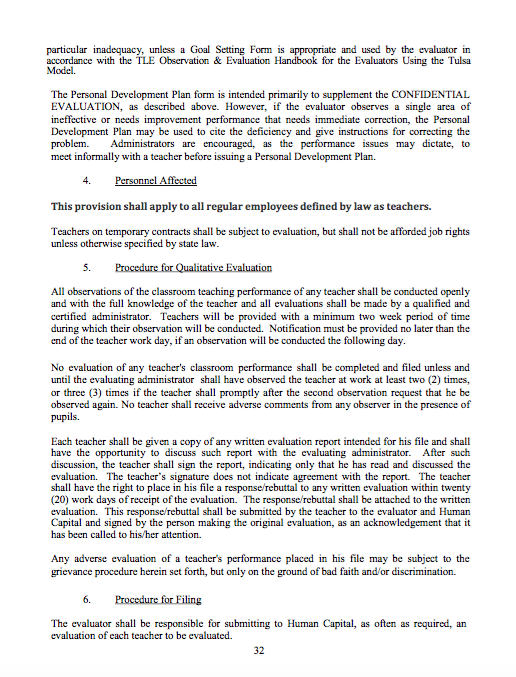 particular inadequacy, unless a Goal Setting Form is appropriate and used by the evaluator in
accordance with the TLE Observation & Evaluation Handbook for the Evaluators Using the Tulsa
Model.
The Personal Development Plan form is intended primarily to supplement the CONFIDENTIAL
EVALUATION, as described above. However, if the evaluator observes a single area of
ineffective or needs improvement performance that needs immediate correction, the Personal
Development Plan may be used to cite the deficiency and give instructions for correcting the
problem. Administrators are encouraged, as the performance issues may dictate, to
meet informally with a teacher before issuing a Personal Development Plan.
4. Personnel Affected
This provision shall apply to all regular employees defined by law as teachers.
Teachers on temporary contracts shall be subject to evaluation, but shall not be afforded job rights
unless otherwise specified by state law.
5. Procedure for Qualitative Evaluation
All observations of the classroom teaching performance of any teacher shall be conducted openly
and with the full knowledge of the teacher and all evaluations shall be made by a qualified and
certified administrator. Teachers will be provided with a minimum two week period of time
during which their observation will be conducted. Notification must be provided no later than the
end of the teacher work day, if an observation will be conducted the following day.
No evaluation of any teacher's classroom performance shall be completed and filed unless and
until the evaluating administrator shall have observed the teacher at work at least two (2) times,
or three (3) times if the teacher shall promptly after the second observation request that he be
observed again. No teacher shall receive adverse comments from any observer in the presence of
pupils.
Each teacher shall be given a copy of any written evaluation report intended for his file and shall
have the opportunity to discuss such report with the evaluating administrator. After such
discussion, the teacher shall sign the report, indicating only that he has read and discussed the
evaluation. The teacher's signature does not indicate agreement with the report. The teacher
shall have the right to place in his file a response/rebuttal to any written evaluation within twenty
(20) work days of receipt of the evaluation. The response/rebuttal shall be attached to the written
evaluation. This response/rebuttal shall be submitted by the teacher to the evaluator and Human
Capital and signed by the person making the original evaluation, as an acknowledgement that it
has been called to his/her attention.
Any adverse evaluation of a teacher's performance placed in his file may be subject to the
grievance procedure herein set forth, but only on the ground of bad faith and/or discrimination.
6. Procedure for Filing
The evaluator shall be responsible for submitting to Human Capital, as often as required, an
evaluation of each teacher to be evaluated.
32